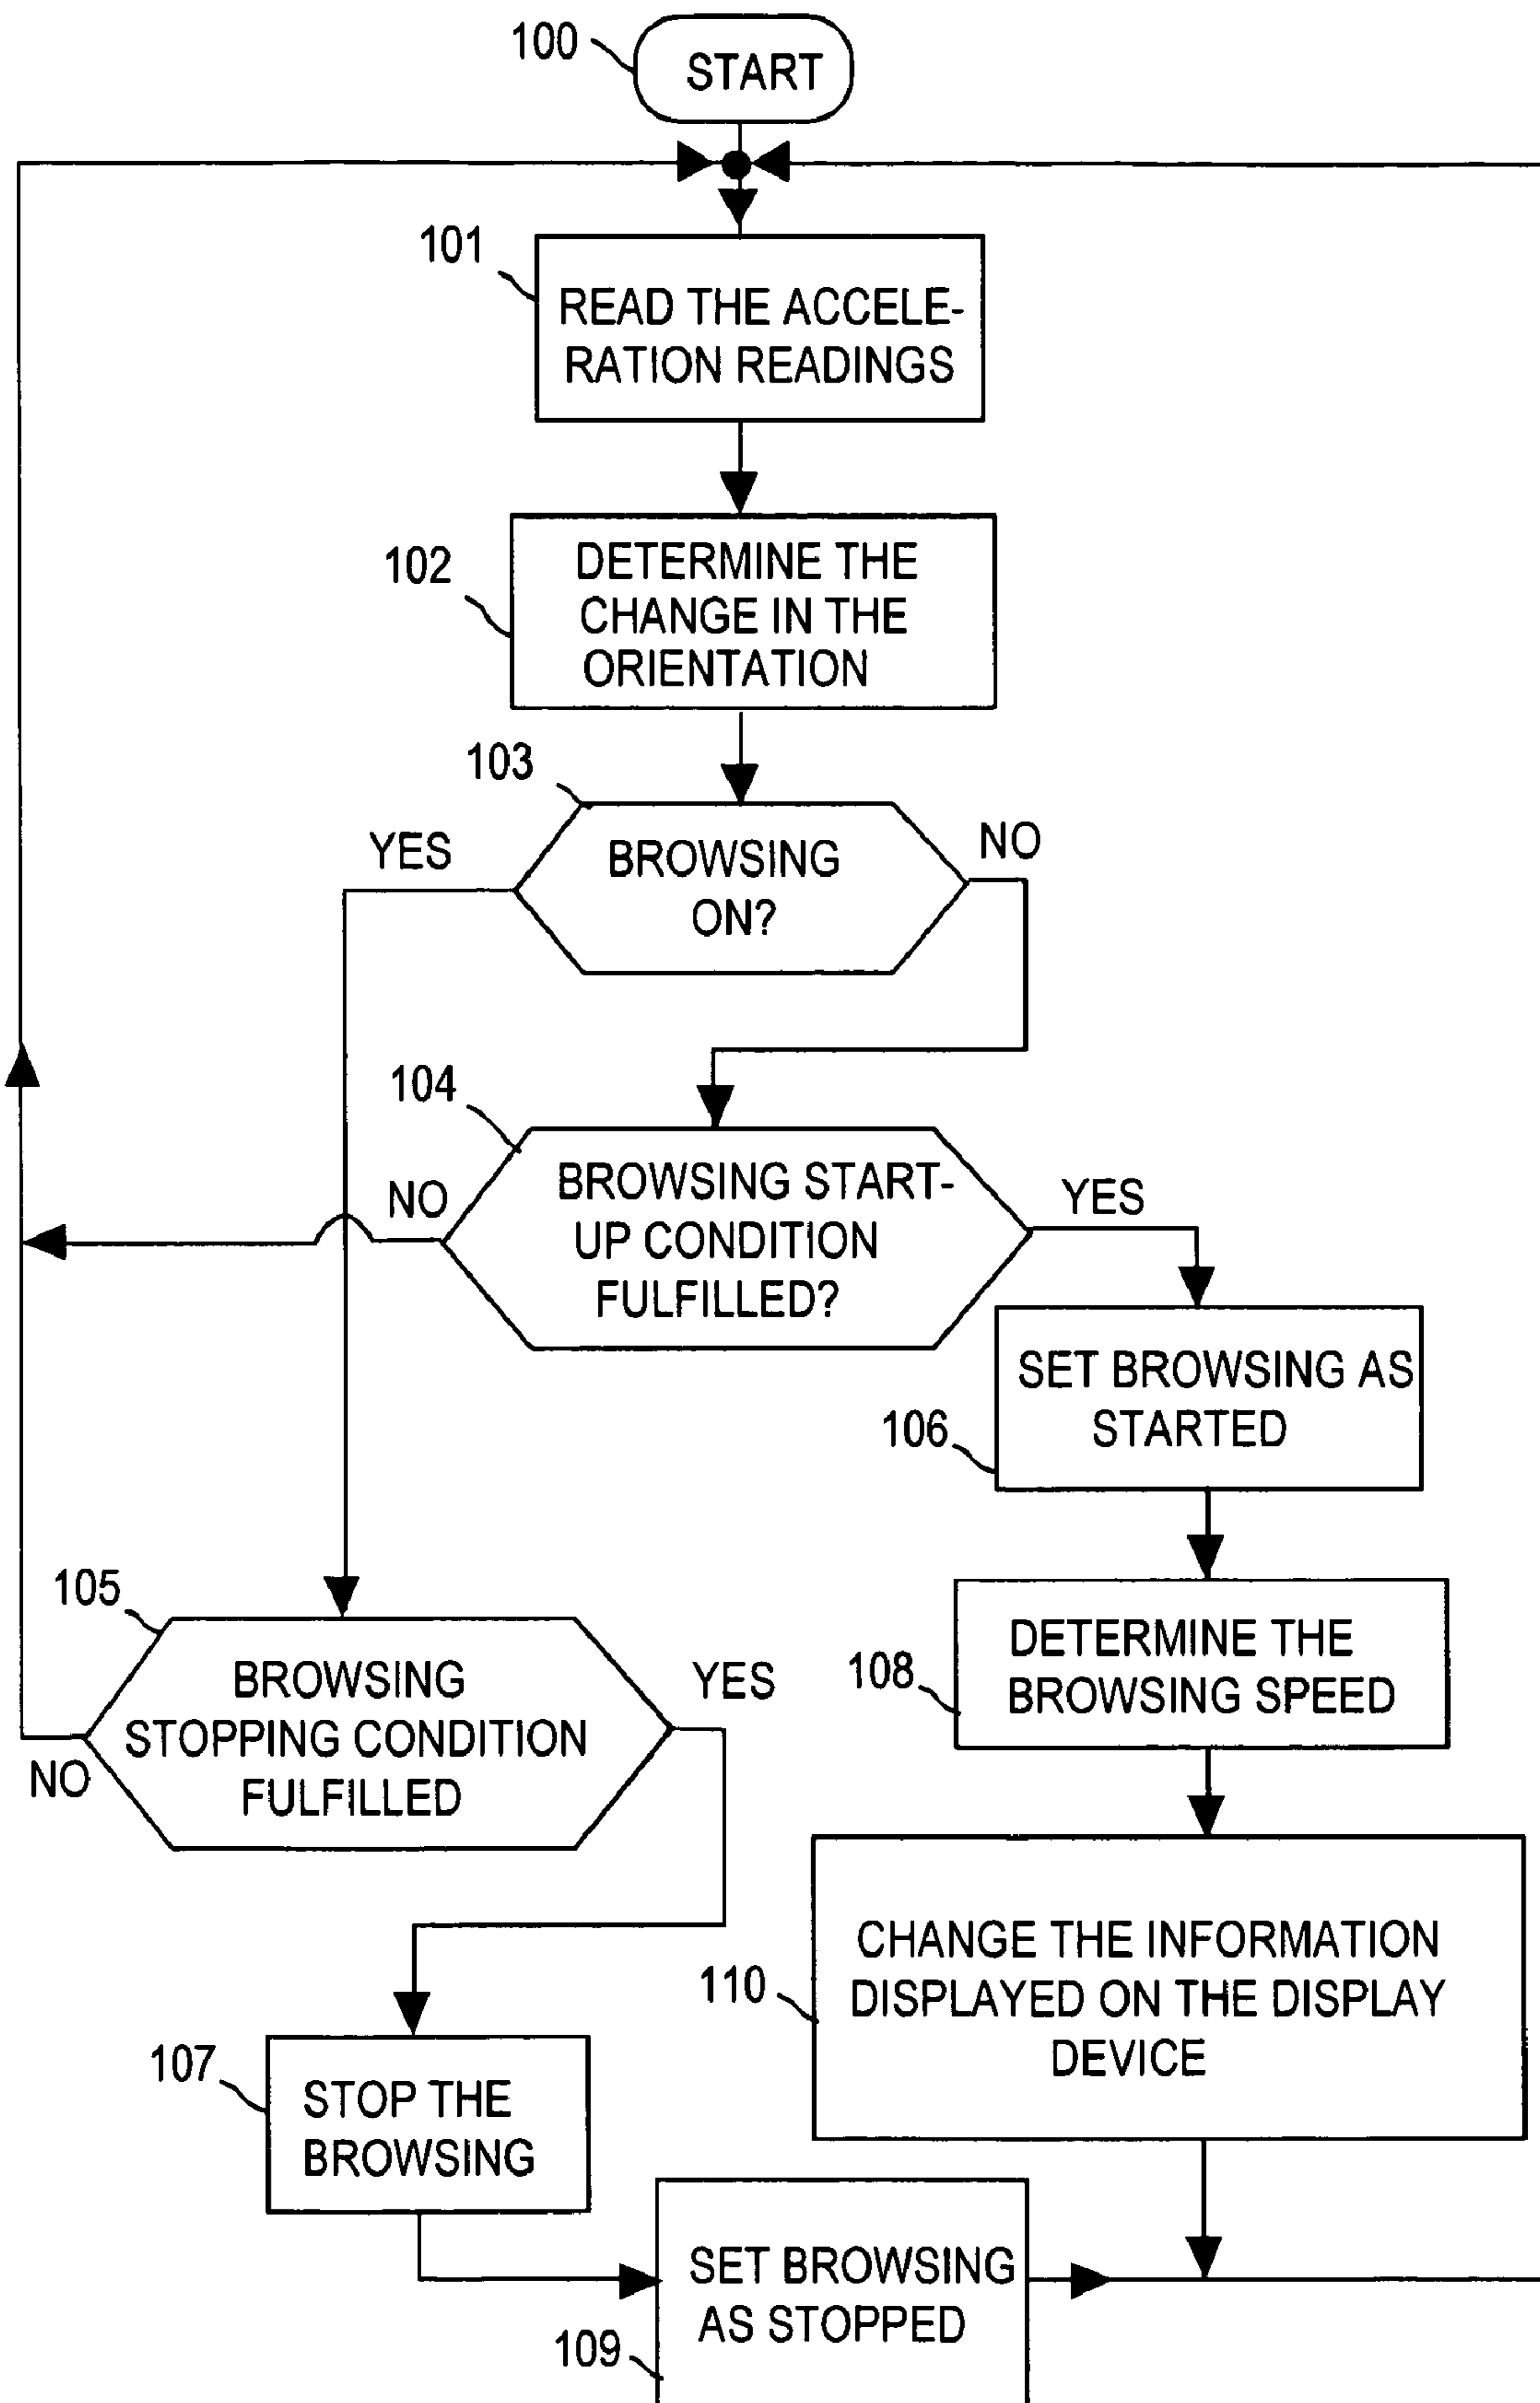 100
START
101
READ THE ACCELE-
RATION READINGS
102
DETERMINE THE
CHANGE IN THE
ORIENTATION
103
YES
BROWSING
ON?
NO
104
NO
BROWSING START-
UP CONDITION
FULFILLED?
YES
106
SET BROWSING AS
STARTED
105
BROWSING
STOPPING CONDITION
FULFILLED
YES
NO
108
DETERMINE THE
BROWSING SPEED
110
CHANGE THE INFORMATION
DISPLAYED ON THE DISPLAY
DEVICE
107
STOP THE
BROWSING
109
SET BROWSING
AS STOPPED